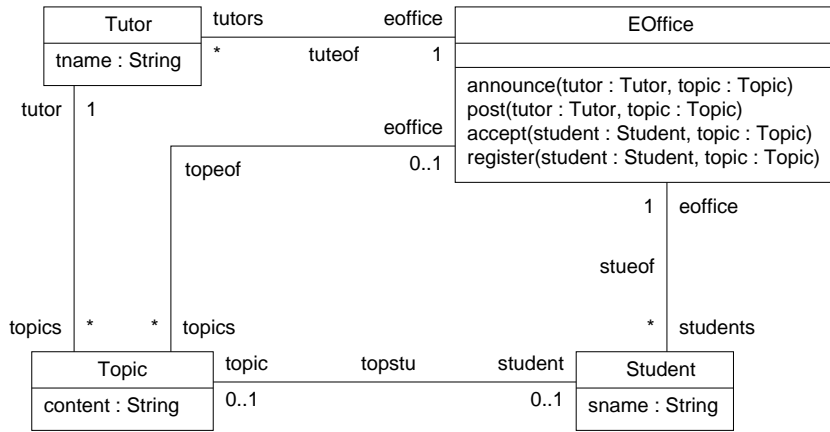 Tutor
tname : String
tutors
eoffice
*
tuteof
1
EOffice
announce(tutor : Tutor, topic : Topic)
post(tutor : Tutor, topic : Topic)
accept(student : Student, topic : Topic)
register(student : Student, topic : Topic)
tutor
1
eoffice
0..1
topeof
1
eoffice
stueof
topics
*
*
topics
*
students
Topic
content : String
topic
topstu
student
0..1
0..1
Student
sname : String